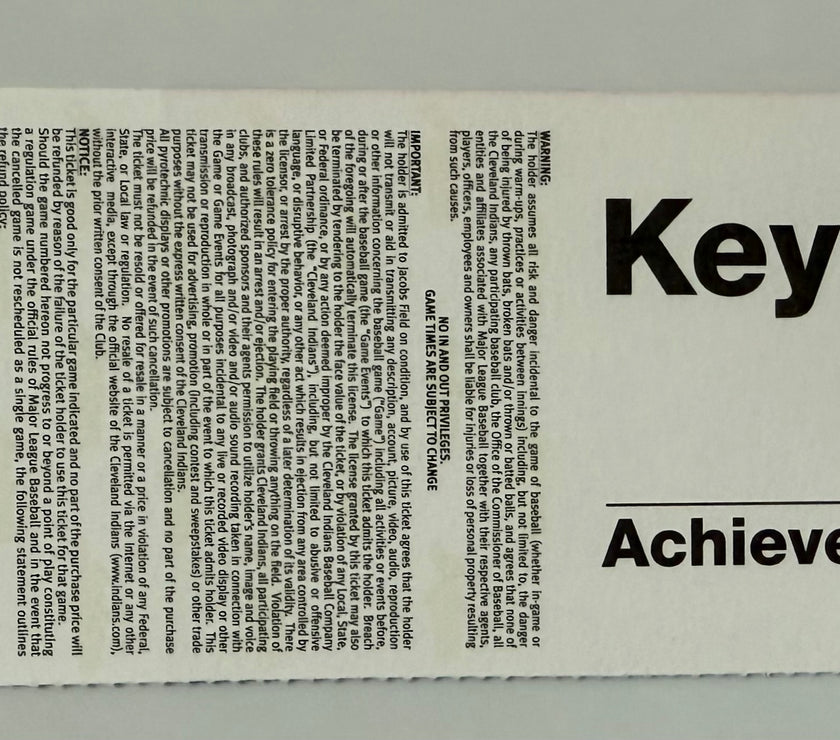 Key
Achieve
WARNING:
The holder assumes all risk and danger incidental to the game of baseball (whether in-game or
during warm-ups, practices or activities between innings) including, but not limited to, the danger
of being injured by thrown bats, broken bats and/or thrown or batted balls, and agrees that none of
the Cleveland Indians, any participating baseball club, the Office of the Commissioner of Baseball, all
entities and affiliates associated with Major League Baseball together with their respective agents,
players, officers, employees and owners shall be liable for injuries or loss of personal property resulting
from such causes.
NO IN AND OUT PRIVILEGES.
GAME TIMES ARE SUBJECT TO CHANGE
IMPORTANT:
The holder is admitted to Jacobs Field on condition, and by use of this ticket agrees that the holder
will not transmit or aid in transmitting any description, account, picture, video, audio, reproduction
or other information concerning the baseball game ("Game") including all activities or events before,
during or after the baseball game (the "Game Events") to which this ticket admits the holder. Breach
of the foregoing will automatically terminate this license. The license granted by this ticket may also
be terminated by tendering to the holder the face value of the ticket, or by violation of any Local, State,
or Federal ordinance, or by any action deemed improper by the Cleveland Indians Baseball Company
Limited Partnership (the "Cleveland Indians"), including, but not limited to abusive or offensive
language, or disruptive behavior, or any other act which results in ejection from any area controlled by
the licensor, or arrest by the proper authority, regardless of a later determination of its validity. There
is a zero tolerance policy for entering the playing field or throwing anything on the field. Violation of
these rules will result in an arrest and/or ejection. The holder grants Cleveland Indians, all participating
clubs, and authorized sponsors and their agents permission to utilize holder's name, image and voice
in any broadcast, photograph and/or video and/or audio sound recording taken in connection with
the Game or Game Events for all purposes incidental to any live or recorded video display or other
transmission or reproduction in whole or in part of the event to which this ticket admits holder. This
ticket may not be used for advertising, promotion (including contest and sweepstakes) or other trade
purposes without the express written consent of the Cleveland Indians.
All pyrotechnic displays or other promotions are subject to cancellation and no part of the purchase
price will be refunded in the event of such cancellation.
The ticket must not be resold or offered for resale in a manner or a price in violation of any Federal,
State, or Local law or regulation. No resale of a ticket is permitted via the Internet or any other
interactive media, except through the official website of the Cleveland Indians (www.indians.com),
without the prior written consent of the Club.
NOTICE:
This ticket is good only for the particular game indicated and no part of the purchase price will
be refunded by reason of the failure of the ticket holder to use this ticket for that game.
Should the game numbered hereon not progress to or beyond a point of play constituting
a regulation game under the official rules of Major League Baseball and in the event that
the cancelled game is not rescheduled as a single game, the following statement outlines
the refund policy: